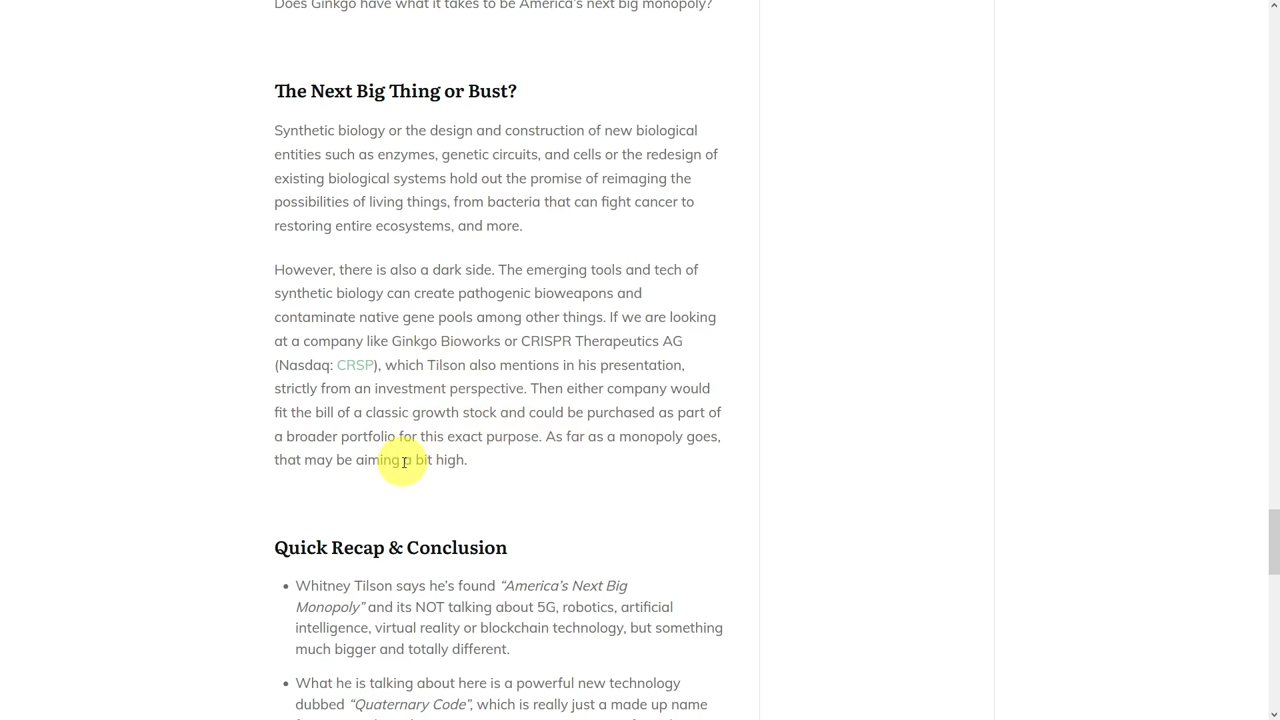 Does Ginkgo have what it takes to be America's next big monopoly?
The Next Big Thing or Bust?
Synthetic biology or the design and construction of new biological
entities such as enzymes, genetic circuits, and cells or the redesign of
existing biological systems hold out the promise of reimaging the
possibilities of living things, from bacteria that can fight cancer to
restoring entire ecosystems, and more.
However, there is also a dark side. The emerging tools and tech of
synthetic biology can create pathogenic bioweapons and
contaminate native gene pools among other things. If we are looking
at a company like Ginkgo Bioworks or CRISPR Therapeutics AG
(Nasdaq: CRSP), which Tilson also mentions in his presentation,
strictly from an investment perspective. Then either company would
fit the bill of a classic growth stock and could be purchased as part of
a broader portfolio for this exact purpose. As far as a monopoly goes,
that may be aiming a bit high.
Quick Recap & Conclusion
• Whitney Tilson says he's found “America's Next Big
Monopoly” and its NOT talking about 5G, robotics, artificial
intelligence, virtual reality or blockchain technology, but something
much bigger and totally different.
• What he is talking about here is a powerful new technology
dubbed “Quaternary Code”, which is really just a made up name